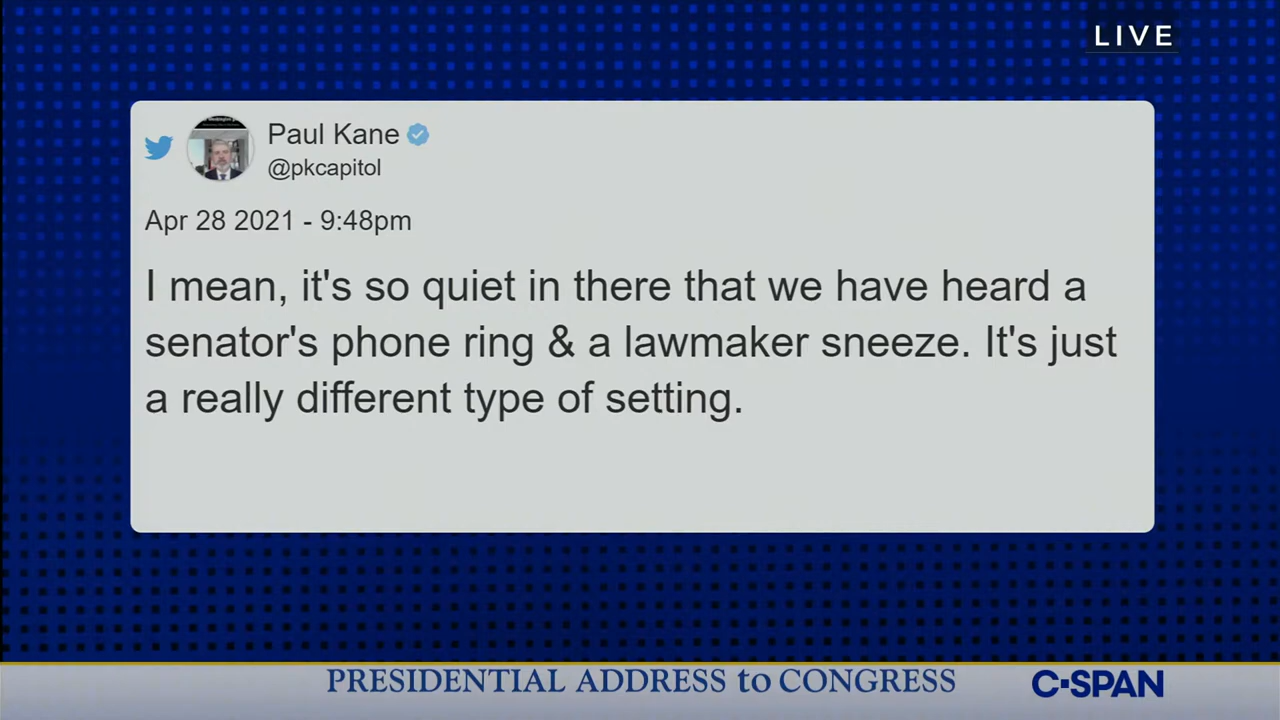 LIVE
Paul Kane
@pkcapitol
Apr 28 2021 - 9:48pm
I mean, it's so quiet in there that we have heard a
senator's phone ring & a lawmaker sneeze. It's just
a really different type of setting.
PRESIDENTIAL ADDRESS to CONGRESS
C-SPAN